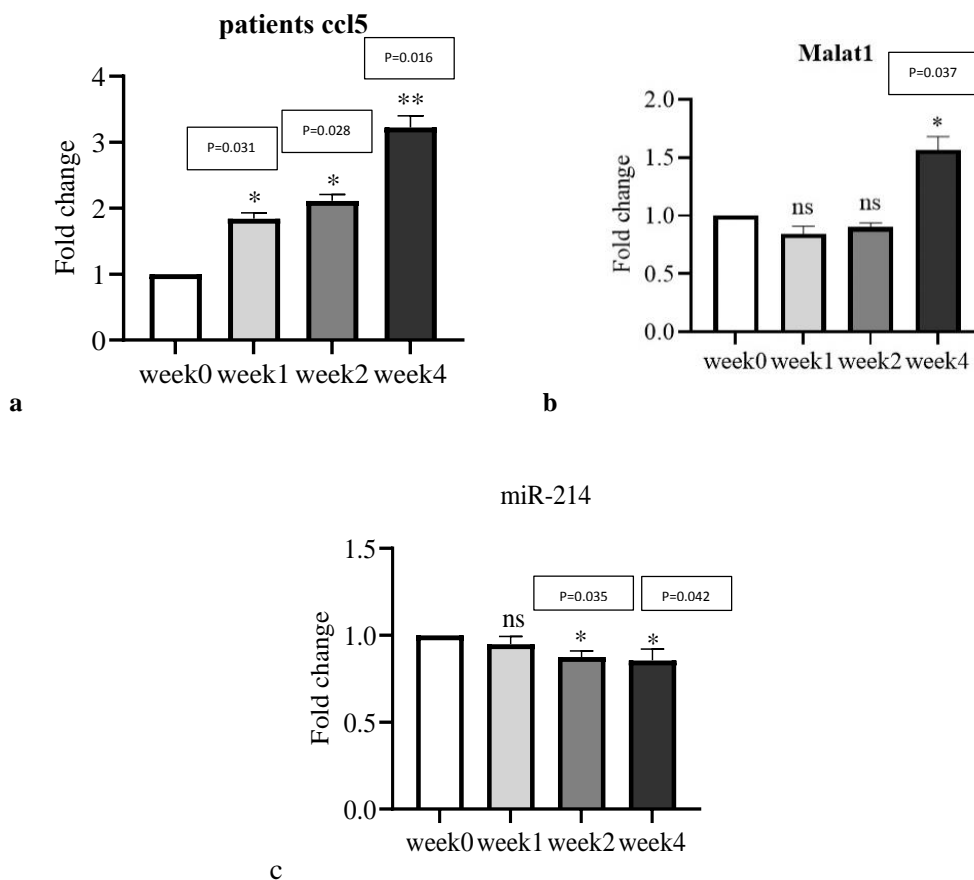 patients ccl5
P=0.016
P=0.031
P=0.028
**
*
*
4
3
2
1
0
Fold change
week0 week1 week2 week4
a
Malat1
P=0.037
*
ns
ns
2.0
1.5
1.0
0.5
0.0
Fold change
week0 week1 week2 week4
b
miR-214
P=0.035
P=0.042
ns
*
*
1.5
1.0
0.5
0.0
Fold change
week0 week1 week2 week4
c